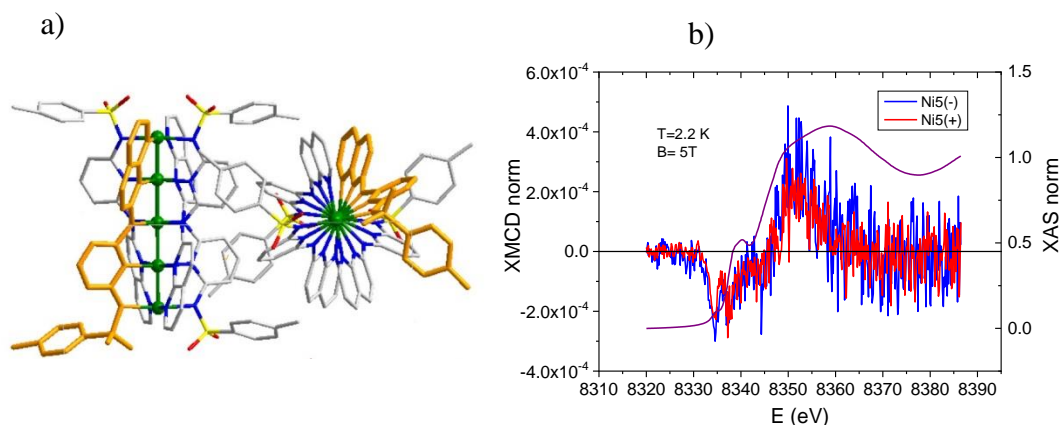 a)
b)
6.0x10⁻⁴
4.0x10⁻⁴
2.0x10⁻⁴
0.0
-2.0x10⁻⁴
-4.0x10⁻⁴
XMCD norm
T=2.2 K
B= 5T
Ni5(-)
Ni5(+)
1.5
1.0
0.5
0.0
XAS norm
8310 8320 8330 8340 8350 8360 8370 8380 8390
E (eV)